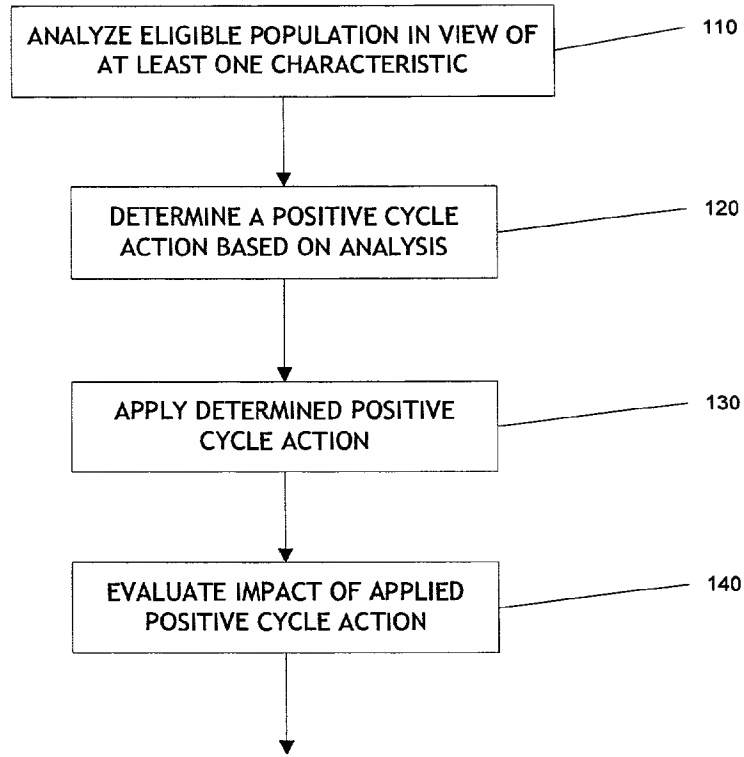 ANALYZE ELIGIBLE POPULATION IN VIEW OF
AT LEAST ONE CHARACTERISTIC
110
DETERMINE A POSITIVE CYCLE
ACTION BASED ON ANALYSIS
120
APPLY DETERMINED POSITIVE
CYCLE ACTION
130
EVALUATE IMPACT OF APPLIED
POSITIVE CYCLE ACTION
140